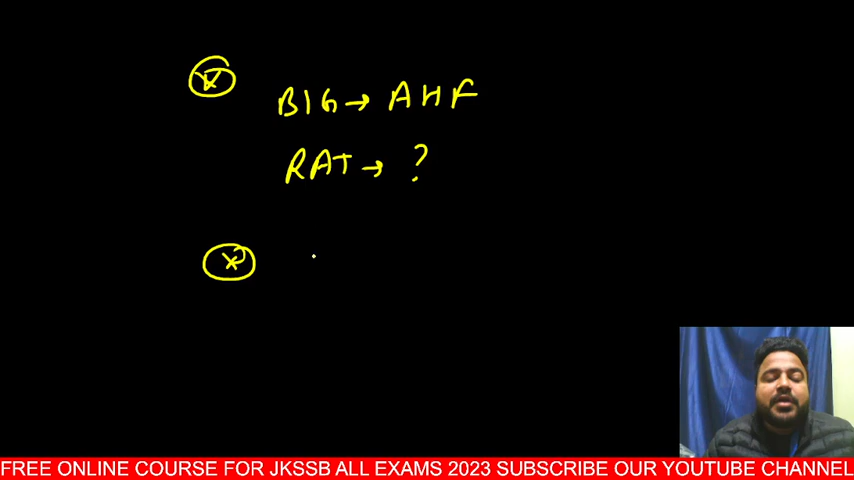 BIG → AHF
RAT → ?
FREE ONLINE COURSE FOR JKSSB ALL EXAMS 2023 SUBSCRIBE OUR YOUTUBE CHANNEL